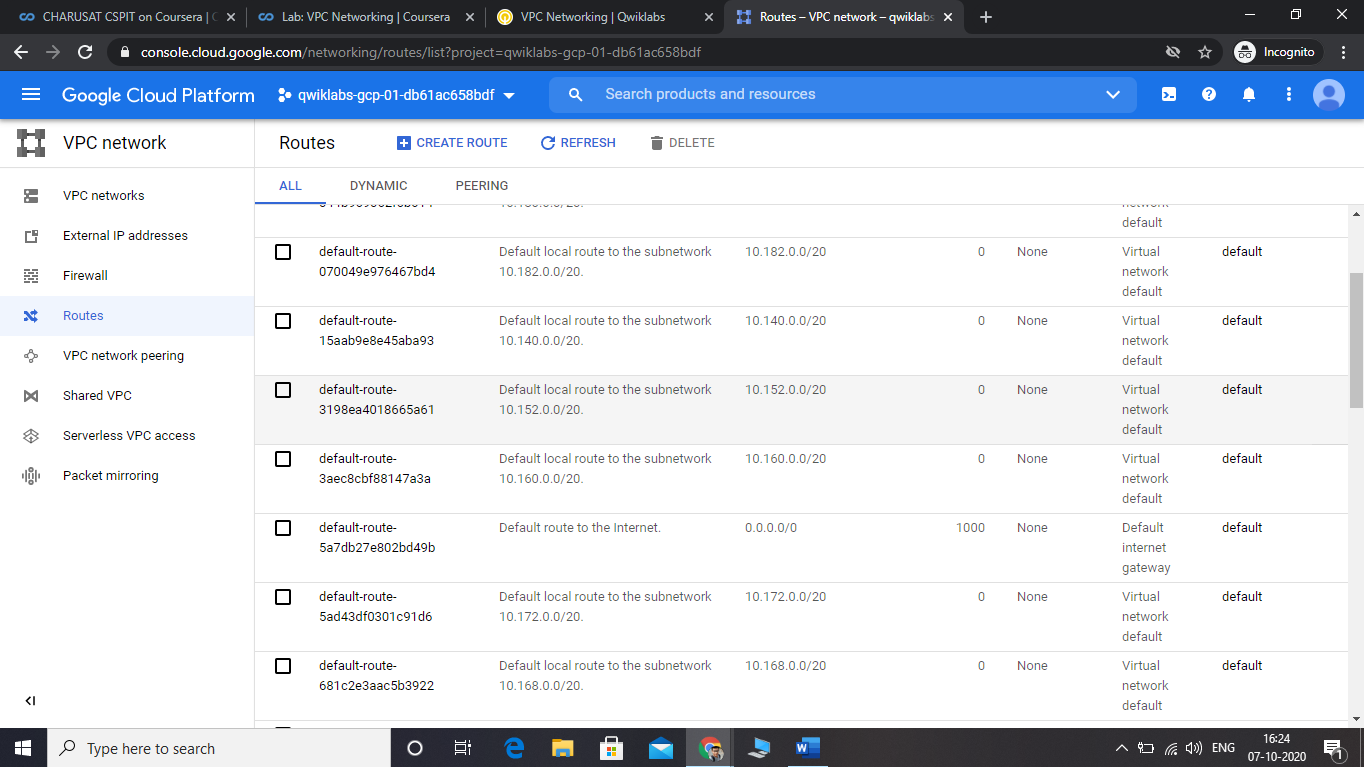 CHARUSAT CSPIT on Coursera | C
Lab: VPC Networking | Coursera
VPC Networking | Qwiklabs
Routes – VPC network – qwiklabs
console.cloud.google.com/networking/routes/list?project=qwiklabs-gcp-01-db61ac658bdf
Incognito
Google Cloud Platform
qwiklabs-gcp-01-db61ac658bdf
Search products and resources
VPC network
Routes
CREATE ROUTE
REFRESH
DELETE
VPC networks
External IP addresses
Firewall
Routes
VPC network peering
Shared VPC
Serverless VPC access
Packet mirroring
ALL
DYNAMIC
PEERING
network
default
default-route-
070049e976467bd4
Default local route to the subnetwork
10.182.0.0/20.
10.182.0.0/20
0
None
Virtual
network
default
default
default-route-
15aab9e8e45aba93
Default local route to the subnetwork
10.140.0.0/20.
10.140.0.0/20
0
None
Virtual
network
default
default
default-route-
3198ea4018665a61
Default local route to the subnetwork
10.152.0.0/20.
10.152.0.0/20
0
None
Virtual
network
default
default
default-route-
3aec8cbf88147a3a
Default local route to the subnetwork
10.160.0.0/20.
10.160.0.0/20
0
None
Virtual
network
default
default
default-route-
5a7db27e802bd49b
Default route to the Internet.
0.0.0.0/0
1000
None
Default
internet
gateway
default
default-route-
5ad43df0301c91d6
Default local route to the subnetwork
10.172.0.0/20.
10.172.0.0/20
0
None
Virtual
network
default
default
default-route-
681c2e3aac5b3922
Default local route to the subnetwork
10.168.0.0/20.
10.168.0.0/20
0
None
Virtual
network
default
default
Type here to search
ENG
16:24
07-10-2020
1